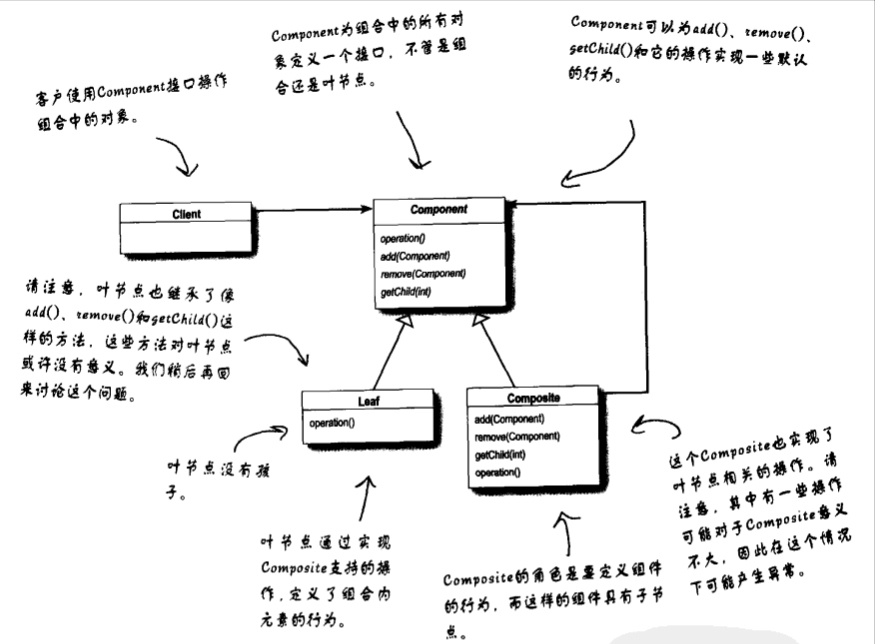 Component为组合中的所有对
象定义一个接口，不管是组
合还是叶节点。
Component可以为add()、remove()、
getChild()和它的操作实现一些默认
的行为。
客户使用Component接口操作
组合中的对象。
Client
Component
operation()
add(Component)
remove(Component)
getChild(int)
请注意，叶节点也继承了像
add()、remove()和getChild()这
样的方法，这些方法对叶节点
或许没有意义。我们稍后再回
来讨论这个问题。
Leaf
operation()
Composite
add(Component)
remove(Component)
getChild(int)
operation()
叶节点没有孩
子。
这个Composite也实现了
叶节点相关的操作。请
注意，其中有一些操作
可能对于Composite意义
不大，因此在这个情况
下可能产生异常。
叶节点通过实现
Composite支持的操
作，定义了组合内
元素的行为。
Composite的角色是要定义组件
的行为，而这样的组件具有子节
点。